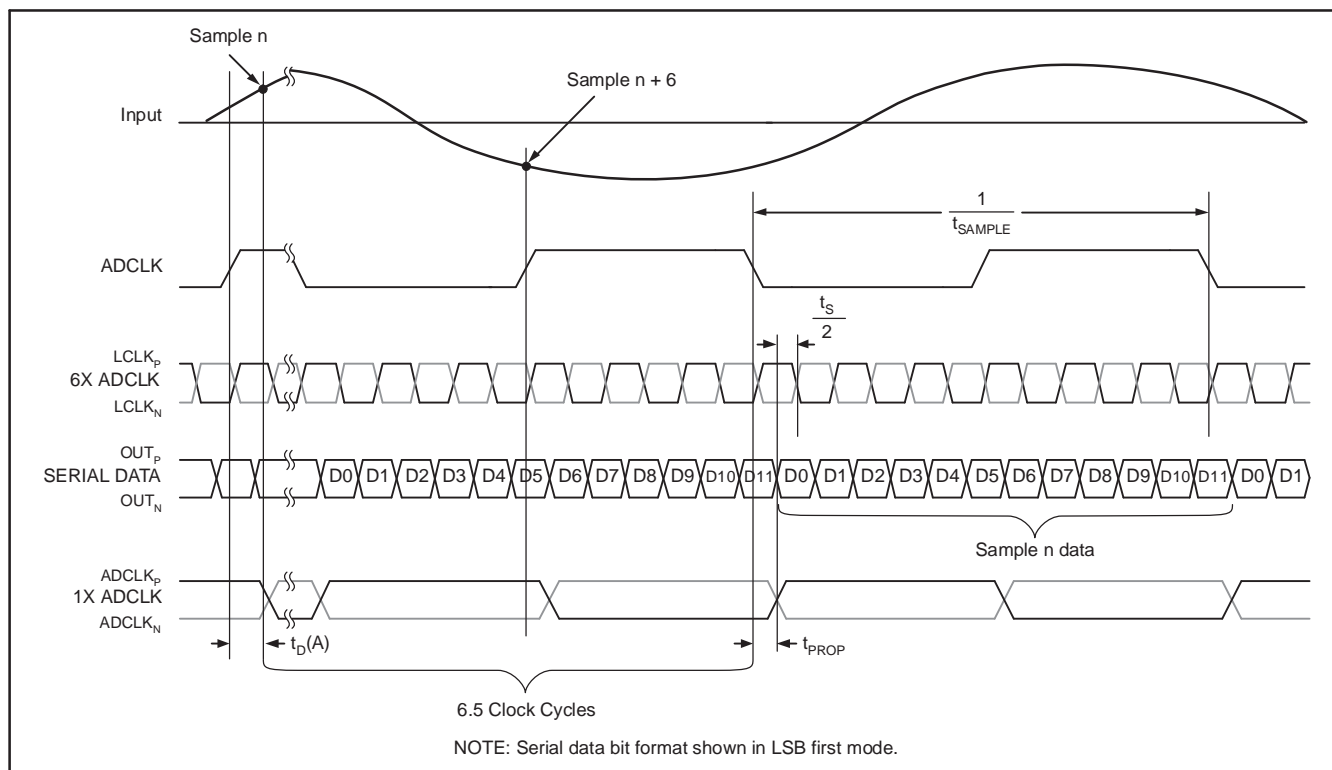 Sample n
Sample n + 6
Input
1
tSAMPLE
ADCLK
tS
2
LCLKP
6X ADCLK
LCLKN
OUTP
SERIAL DATA
OUTN
D0 D1 D2 D3 D4 D5 D6 D7 D8 D9 D10 D11 D0 D1 D2 D3 D4 D5 D6 D7 D8 D9 D10 D11 D0 D1
Sample n data
ADCLKP
1X ADCLK
ADCLKN
tD(A)
tPROP
6.5 Clock Cycles
NOTE: Serial data bit format shown in LSB first mode.